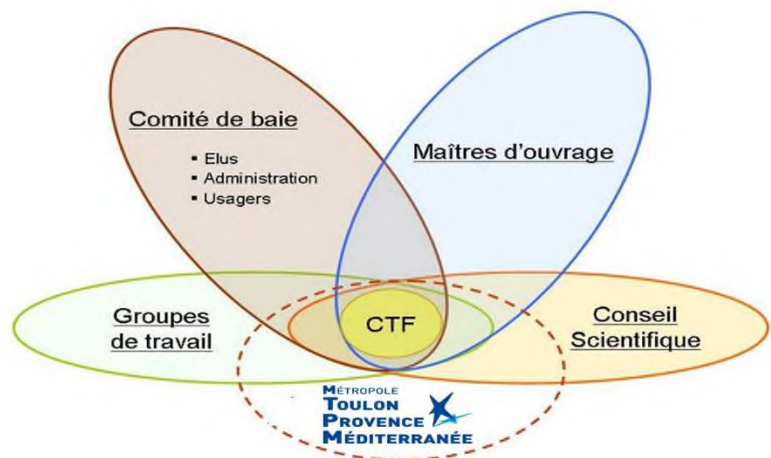 Comité de baie
▪ Elus
▪ Administration
▪ Usagers
Maîtres d'ouvrage
Groupes
de travail
CTF
Conseil
Scientifique
MÉTROPOLE
TOULON
PROVENCE
MÉDITERRANÉE